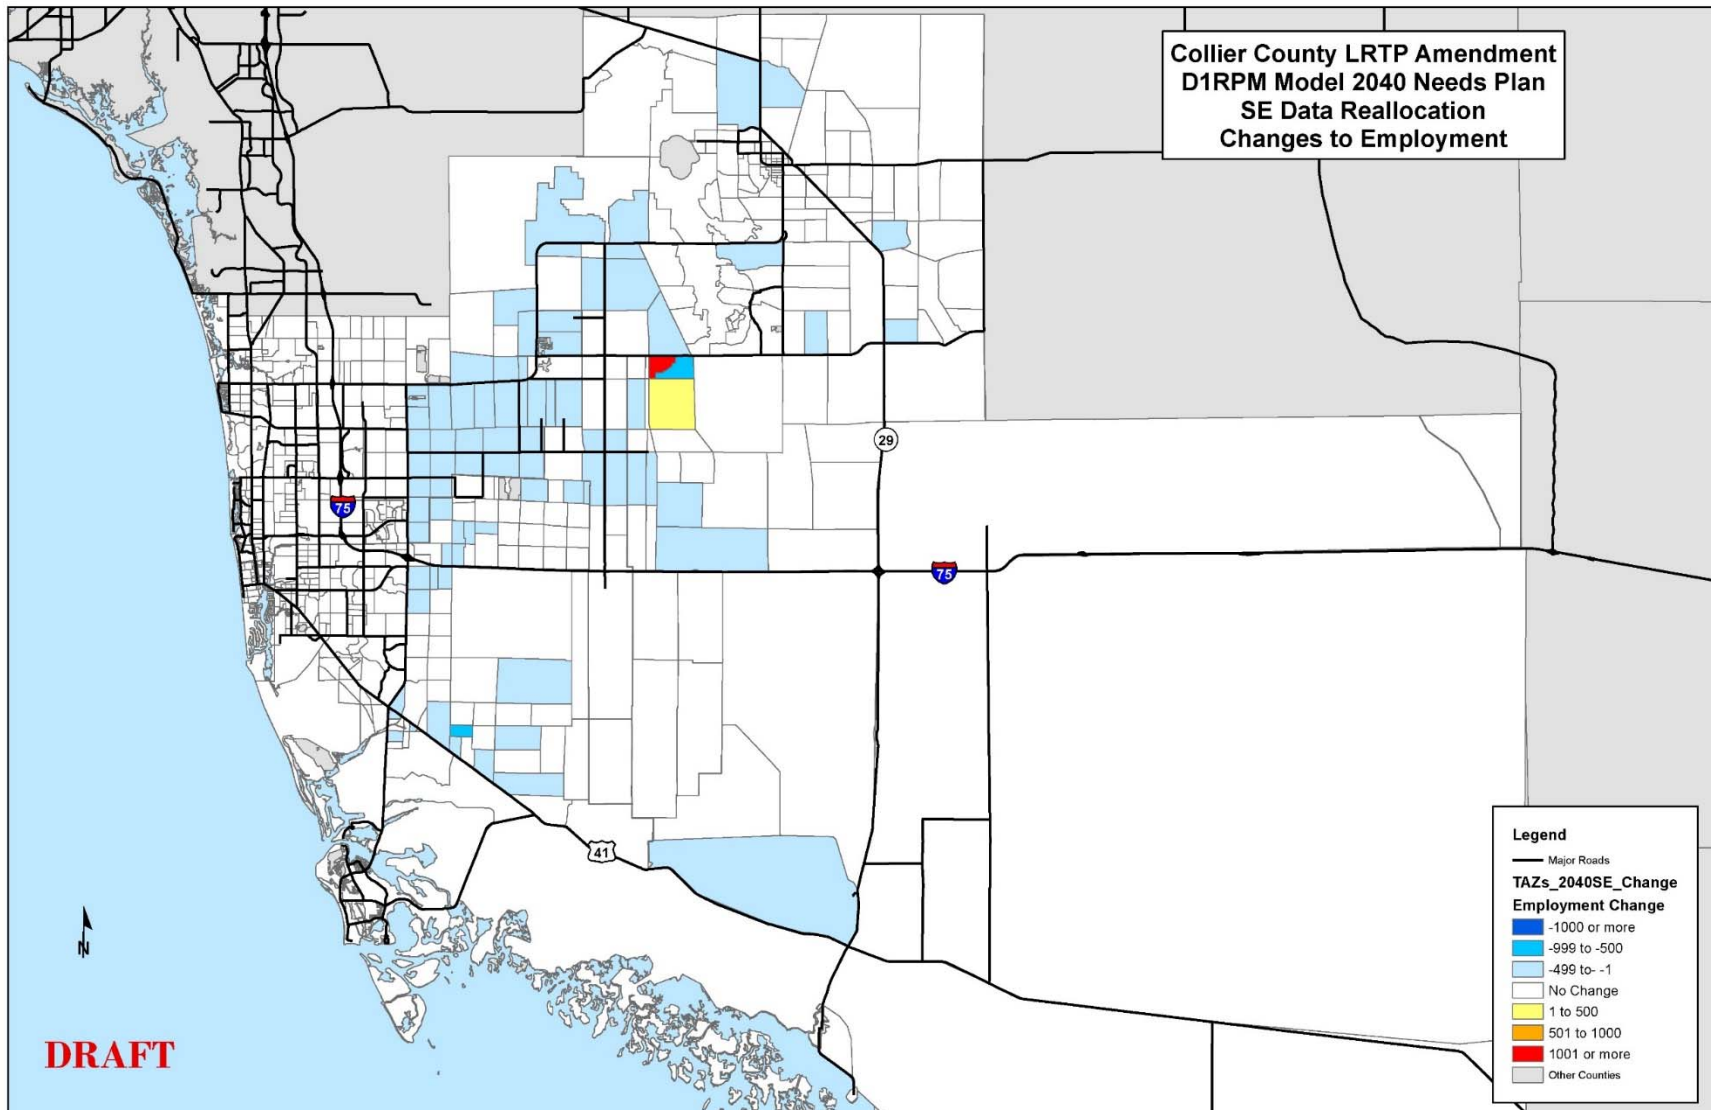 Collier County LRTP Amendment
D1RPM Model 2040 Needs Plan
SE Data Reallocation
Changes to Employment
29
75
75
41
N
DRAFT
Legend
Major Roads
TAZs_2040SE_Change
Employment Change
-1000 or more
-999 to -500
-499 to- -1
No Change
1 to 500
501 to 1000
1001 or more
Other Counties